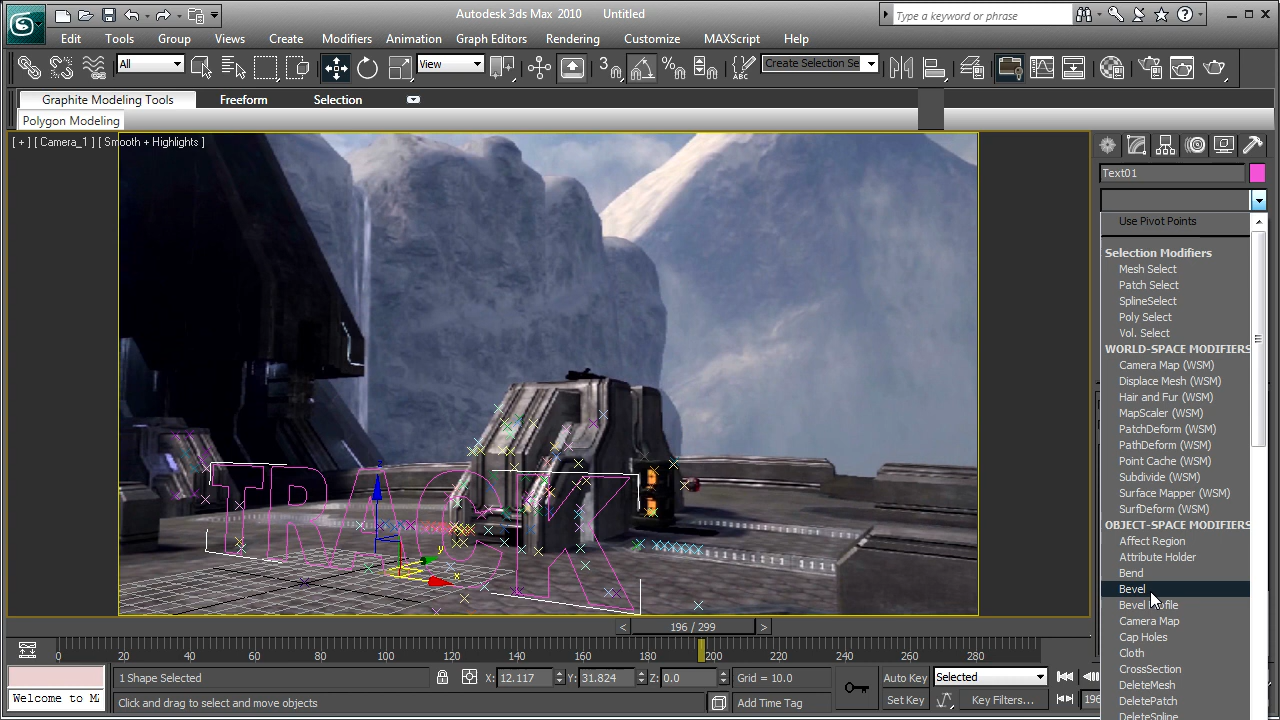 Autodesk 3ds Max 2010 Untitled
Type a keyword or phrase
Edit Tools Group Views Create Modifiers Animation Graph Editors Rendering Customize MAXScript Help
All
View
Create Selection Se
Graphite Modeling Tools Freeform Selection
Polygon Modeling
[ + ] [ Camera_1 ] [ Smooth + Highlights ]
Text01
Use Pivot Points
Selection Modifiers
Mesh Select
Patch Select
SplineSelect
Poly Select
Vol. Select
WORLD-SPACE MODIFIERS
Camera Map (WSM)
Displace Mesh (WSM)
Hair and Fur (WSM)
MapScaler (WSM)
PatchDeform (WSM)
PathDeform (WSM)
Point Cache (WSM)
Subdivide (WSM)
Surface Mapper (WSM)
SurfDeform (WSM)
OBJECT-SPACE MODIFIERS
Affect Region
Attribute Holder
Bend
Bevel
Bevel Profile
Camera Map
Cap Holes
Cloth
CrossSection
DeleteMesh
DeletePatch
DeleteSpline
TRACK
z
y
x
< 196 / 299 >
0 20 40 60 80 100 120 140 160 180 200 220 240 260 280
1 Shape Selected X: 12.117 Y: 31.824 Z: 0.0 Grid = 10.0 Auto Key Selected
Welcome to M
Click and drag to select and move objects Add Time Tag Set Key Key Filters... 196